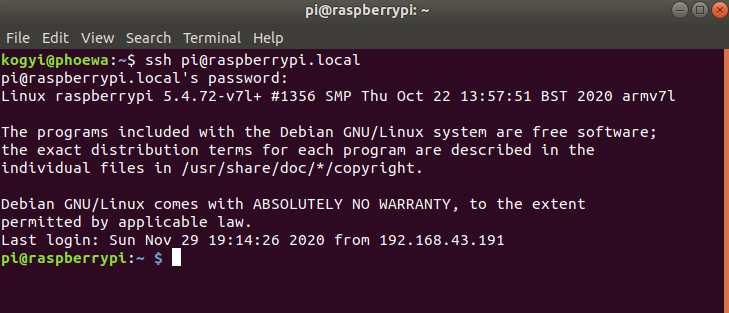 pi@raspberrypi: ~
File Edit View Search Terminal Help
kogyi@phoewa:~$ ssh pi@raspberrypi.local
pi@raspberrypi.local's password:
Linux raspberrypi 5.4.72-v7l+ #1356 SMP Thu Oct 22 13:57:51 BST 2020 armv7l
The programs included with the Debian GNU/Linux system are free software;
the exact distribution terms for each program are described in the
individual files in /usr/share/doc/*/copyright.
Debian GNU/Linux comes with ABSOLUTELY NO WARRANTY, to the extent
permitted by applicable law.
Last login: Sun Nov 29 19:14:26 2020 from 192.168.43.191
pi@raspberrypi:~ $